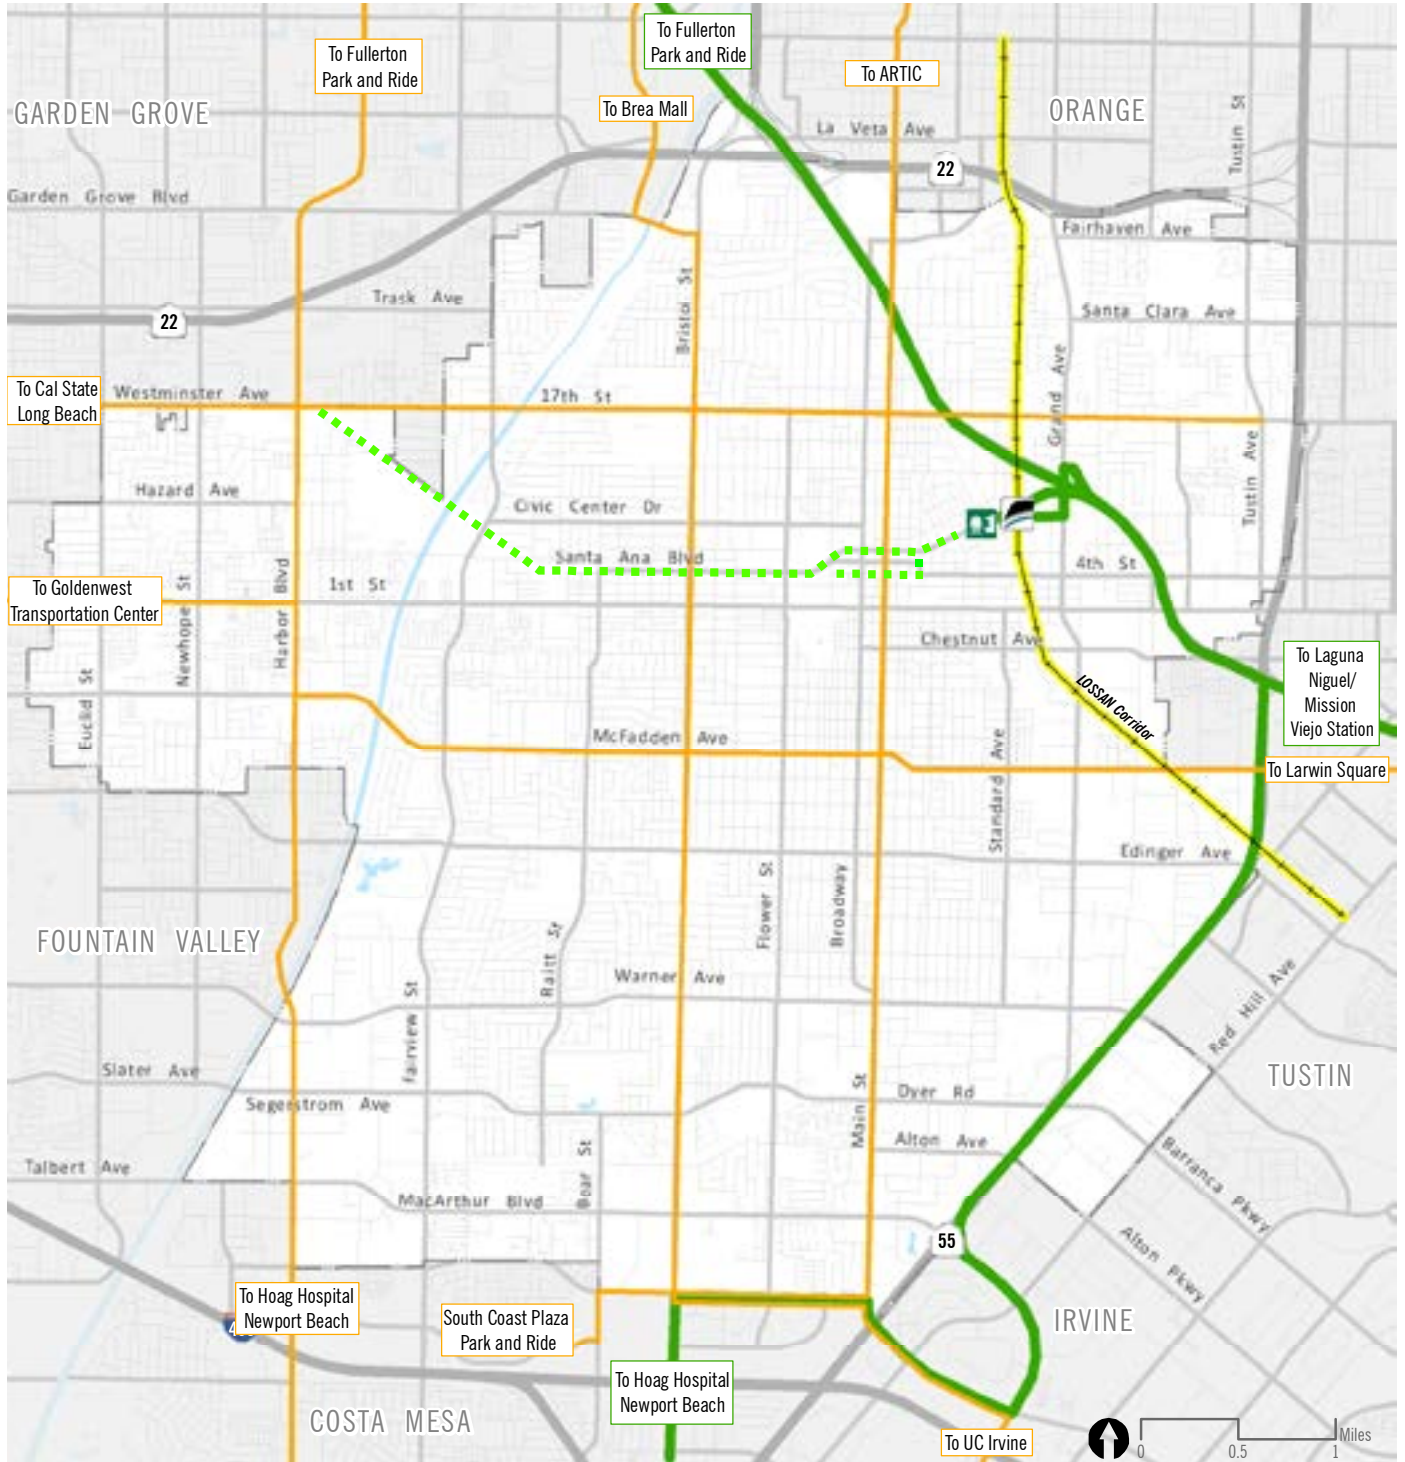 To Fullerton
Park and Ride
To Fullerton
Park and Ride
To ARTIC
To Brea Mall
GARDEN GROVE
ORANGE
La Veta Ave
Tustin St
22
Garden Grove Blvd
Fairhaven Ave
Trask Ave
Bristol St
Santa Clara Ave
22
Grand Ave
To Cal State
Long Beach
Westminster Ave
17th St
Tustin Ave
Hazard Ave
Civic Center Dr
Santa Ana Blvd
4th St
To Goldenwest
Transportation Center
Newhope St
Harbor Blvd
1st St
Chestnut Ave
Euclid St
To Laguna
Niguel/
Mission
Viejo Station
LOSSAN Corridor
McFadden Ave
Standard Ave
To Larwin Square
Edinger Ave
Flower St
Broadway
FOUNTAIN VALLEY
Raitt St
Warner Ave
Fairview St
Red Hill Ave
Slater Ave
TUSTIN
Segerstrom Ave
Dyer Rd
Main St
Alton Ave
Talbert Ave
Barranca Pkwy
MacArthur Blvd
55
Alton Pkwy
To Hoag Hospital
Newport Beach
South Coast Plaza
Park and Ride
IRVINE
To Hoag Hospital
Newport Beach
COSTA MESA
To UC Irvine
Miles
0
0.5
1